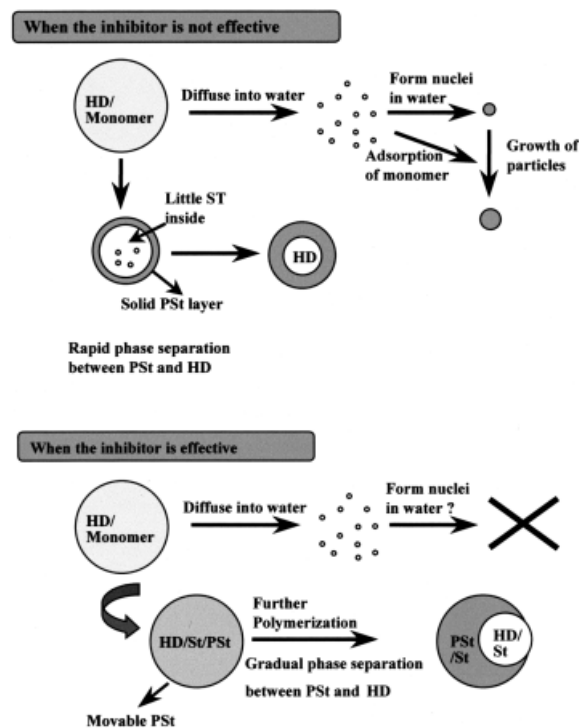 When the inhibitor is not effective
HD/
Monomer
Diffuse into water
Form nuclei
in water
Adsorption
of monomer
Growth of
particles
Little ST
inside
HD
Solid PSt layer
Rapid phase separation
between PSt and HD
When the inhibitor is effective
HD/
Monomer
Diffuse into water
Form nuclei
in water ?
HD/St/PSt
Further
Polymerization
Gradual phase separation
between PSt and HD
PSt
/St
HD/
St
Movable PSt